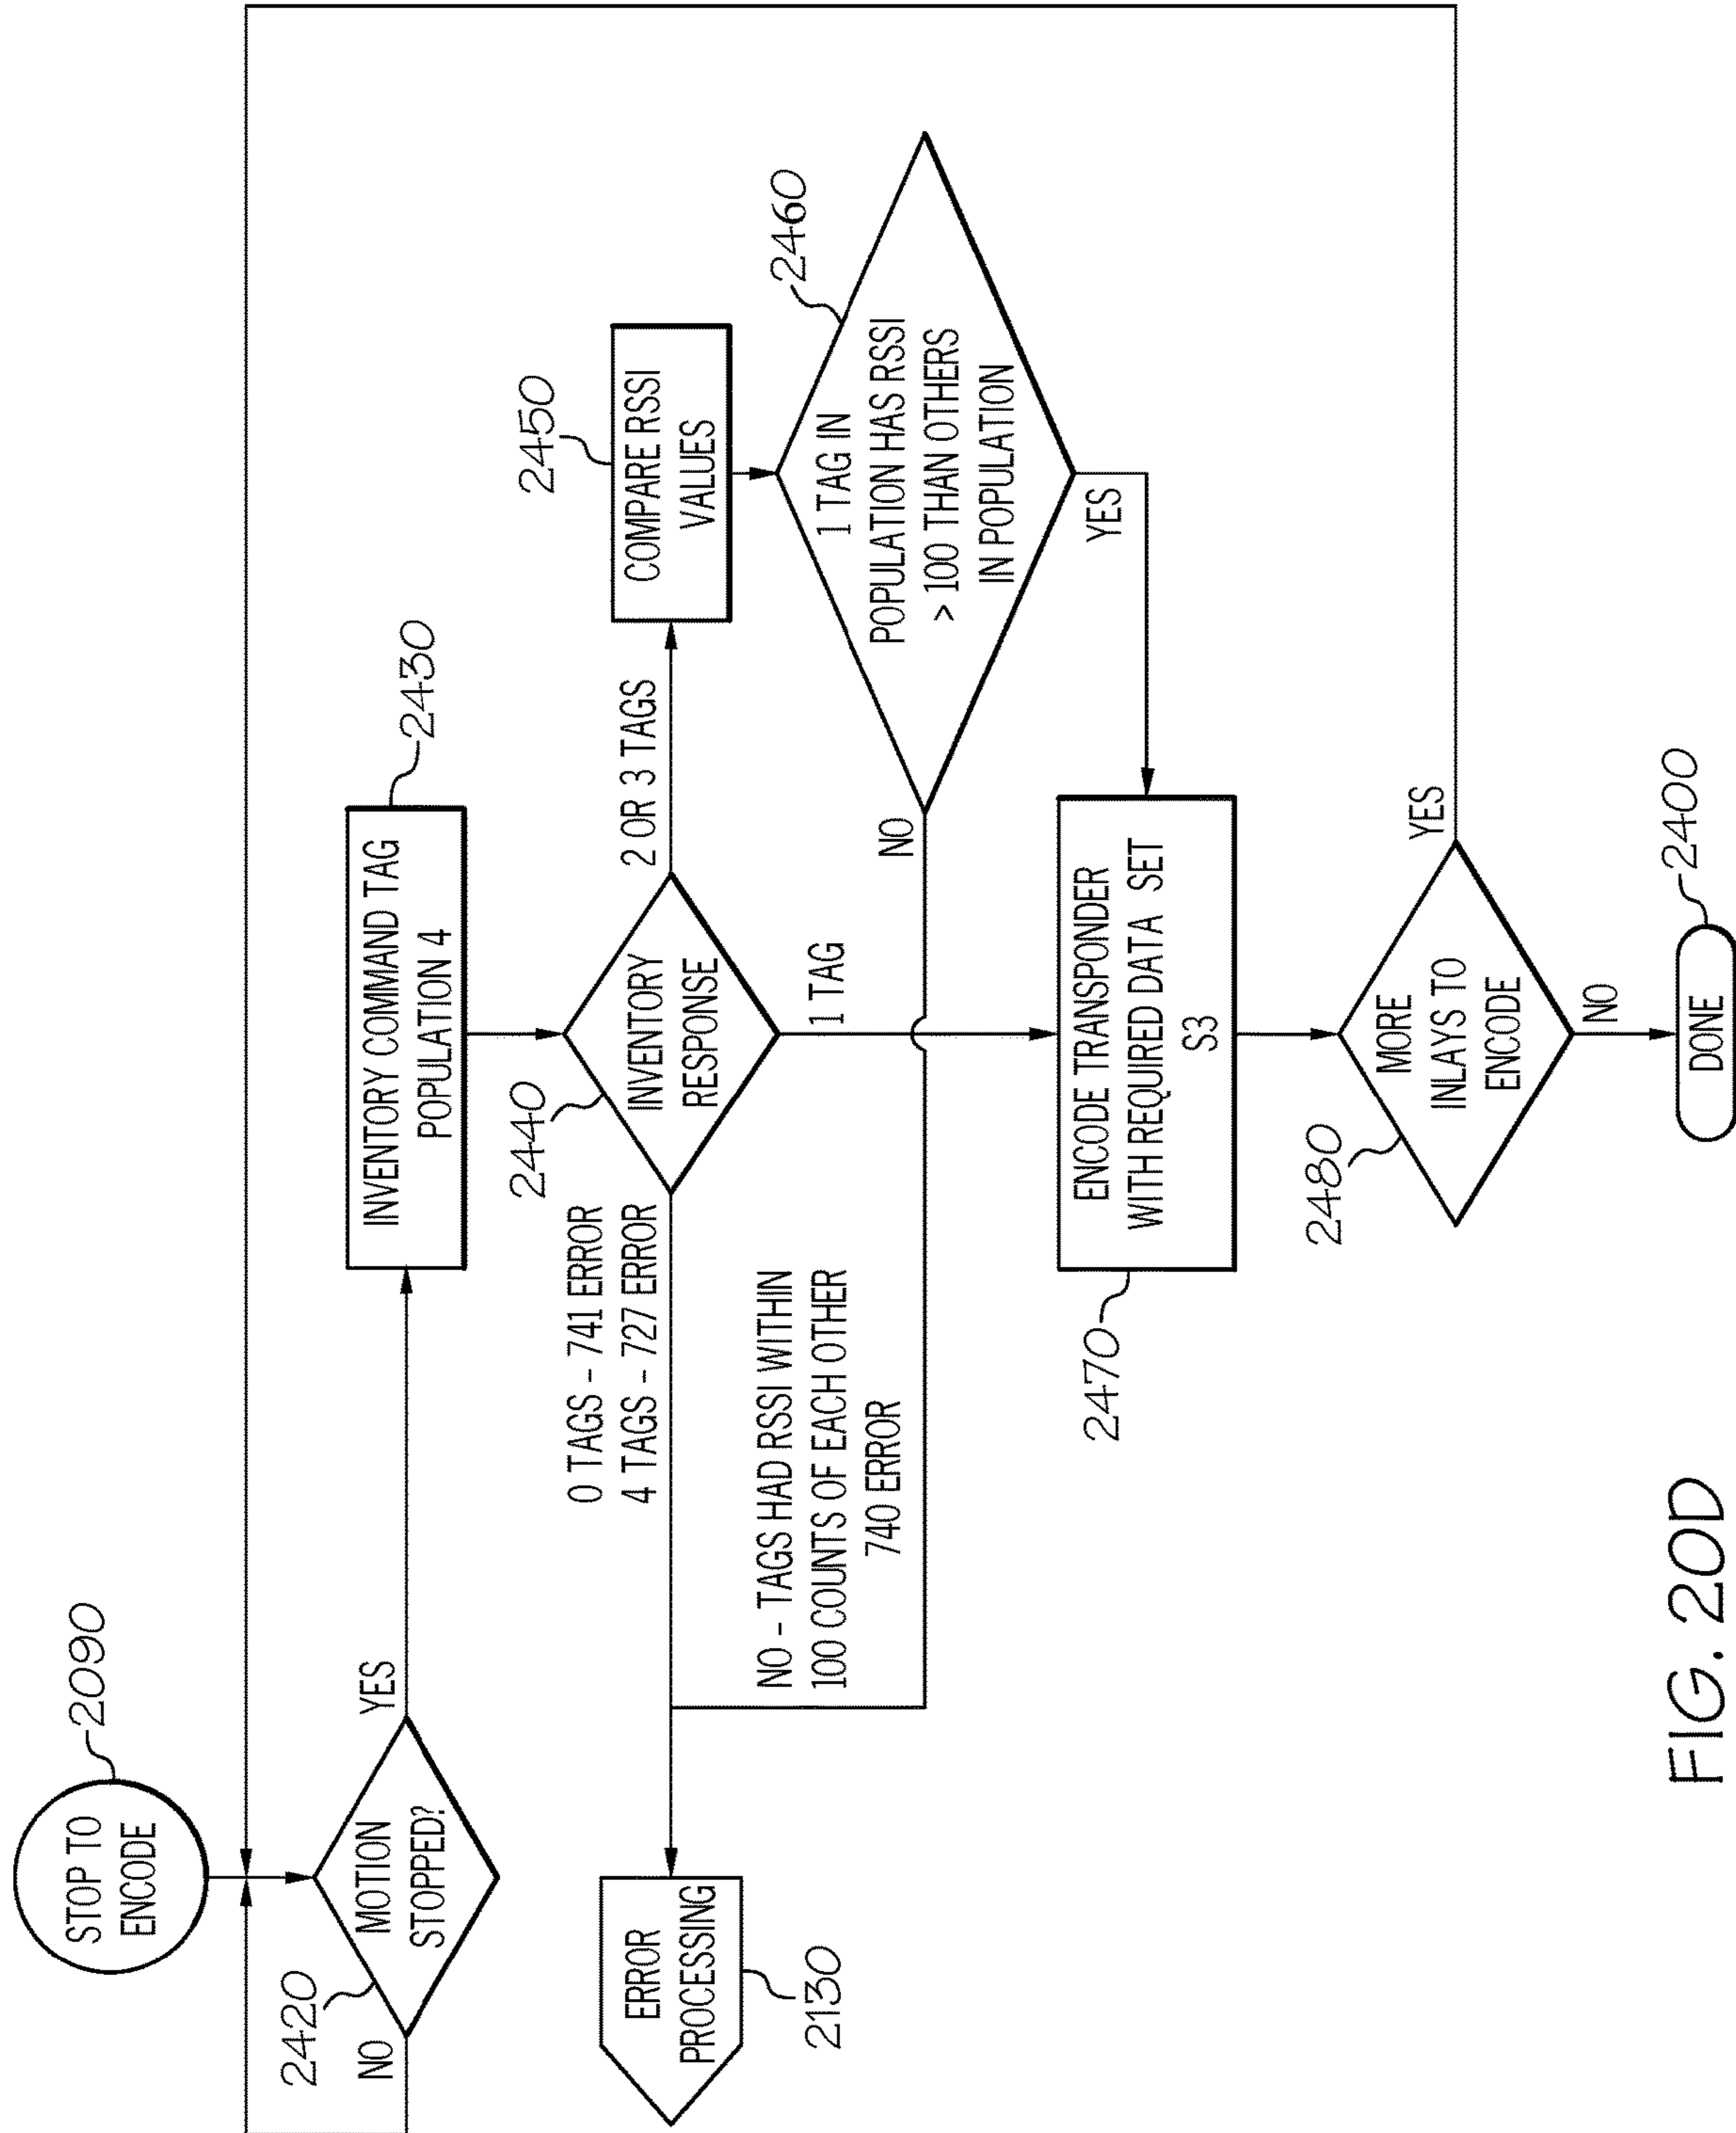 STOP TO
ENCODE
2090
MOTION
STOPPED?
2420
NO
YES
INVENTORY COMMAND TAG
POPULATION 4
2430
INVENTORY
RESPONSE
2440
0 TAGS - 741 ERROR
4 TAGS - 727 ERROR
2 OR 3 TAGS
1 TAG
COMPARE RSSI
VALUES
2450
1 TAG IN
POPULATION HAS RSSI
> 100 THAN OTHERS
IN POPULATION
2460
NO
YES
NO - TAGS HAD RSSI WITHIN
100 COUNTS OF EACH OTHER
740 ERROR
ERROR
PROCESSING
2130
ENCODE TRANSPONDER
WITH REQUIRED DATA SET
S3
2470
MORE
INLAYS TO
ENCODE
2480
YES
NO
DONE
2400
FIG. 20D